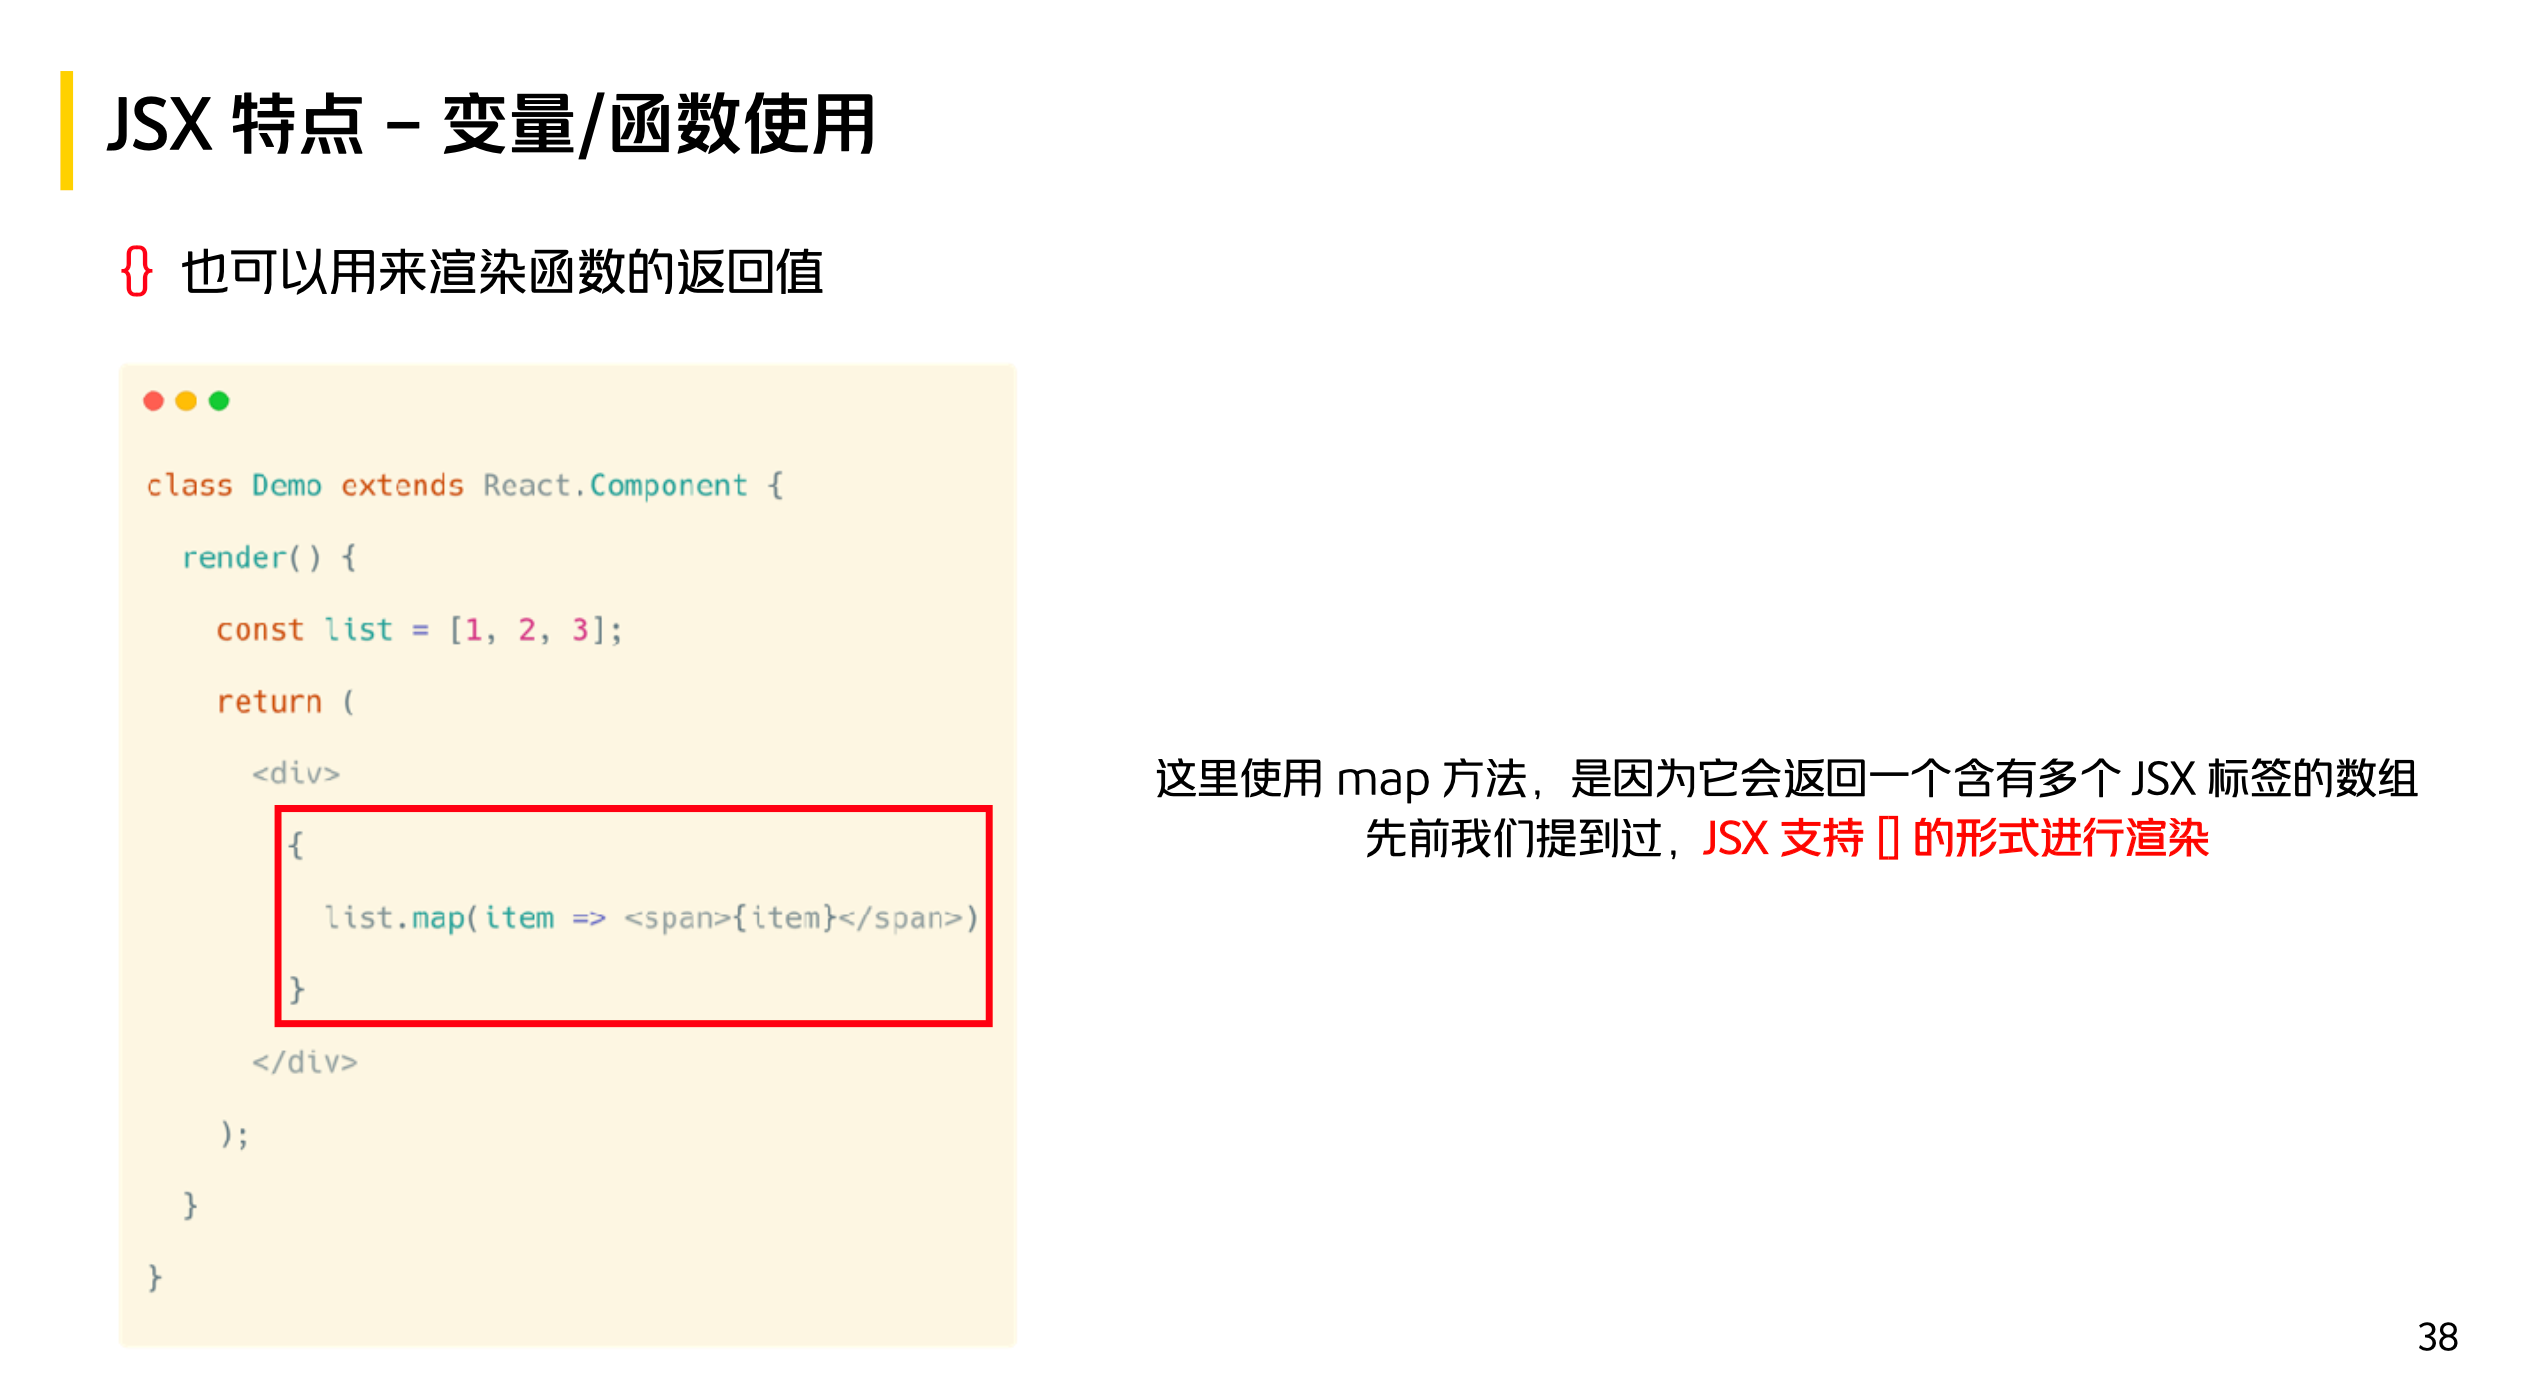 JSX 特点 – 变量/函数使用
{} 也可以用来渲染函数的返回值
class Demo extends React.Component {
render() {
const list = [1, 2, 3];
return (
<div>
{
list.map(item => <span>{item}</span>)
}
</div>
);
}
}
这里使用 map 方法，是因为它会返回一个含有多个 JSX 标签的数组
先前我们提到过，JSX 支持 [] 的形式进行渲染
38